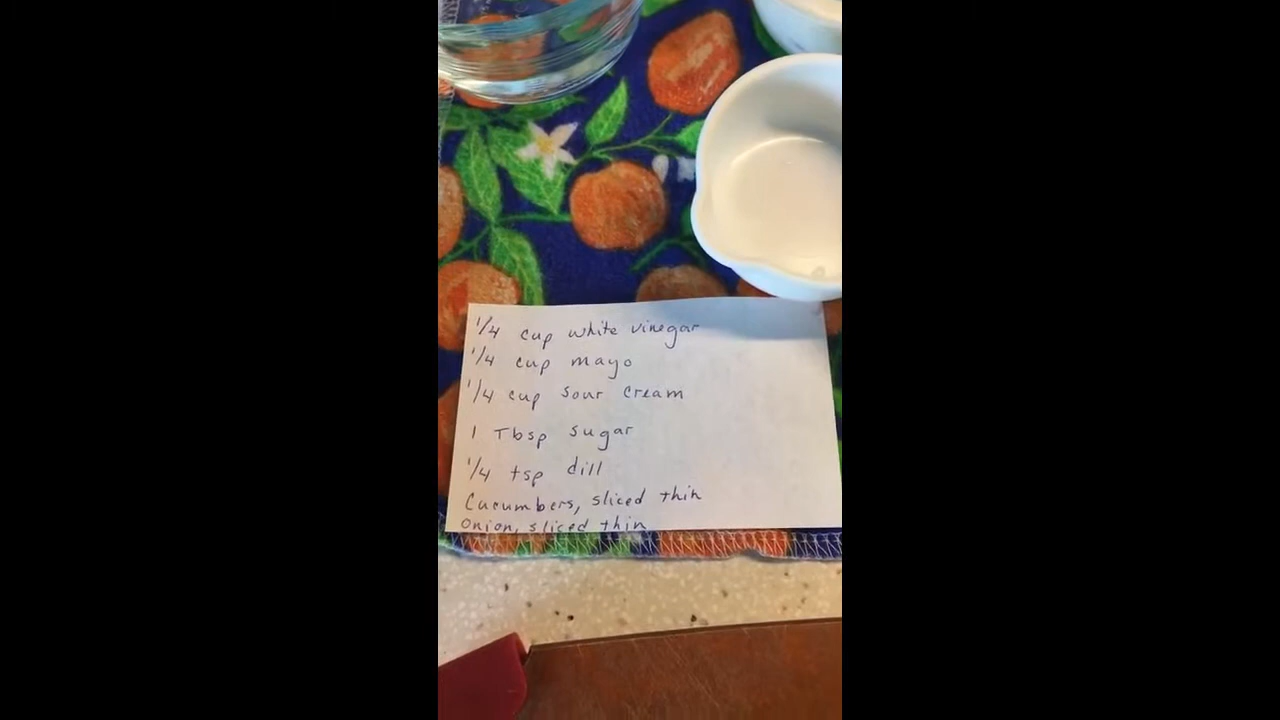 1/4 cup white vinegar
1/4 cup mayo
1/4 cup sour cream
1 Tbsp sugar
1/4 tsp dill
Cucumbers, sliced thin
Onion, sliced thin